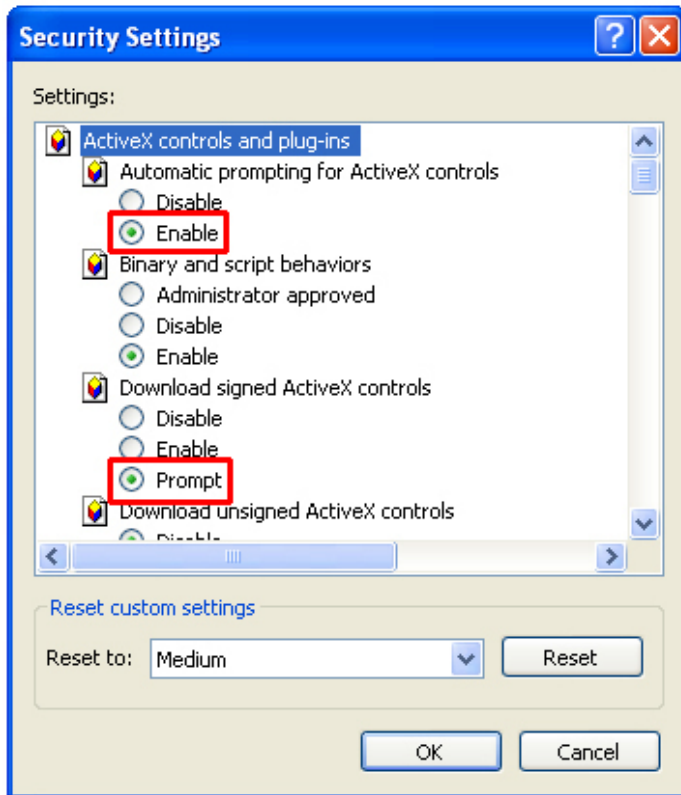 Security Settings
Settings:
ActiveX controls and plug-ins
Automatic prompting for ActiveX controls
Disable
Enable
Binary and script behaviors
Administrator approved
Disable
Enable
Download signed ActiveX controls
Disable
Enable
Prompt
Download unsigned ActiveX controls
Disable
Reset custom settings
Reset to: Medium Reset
OK Cancel